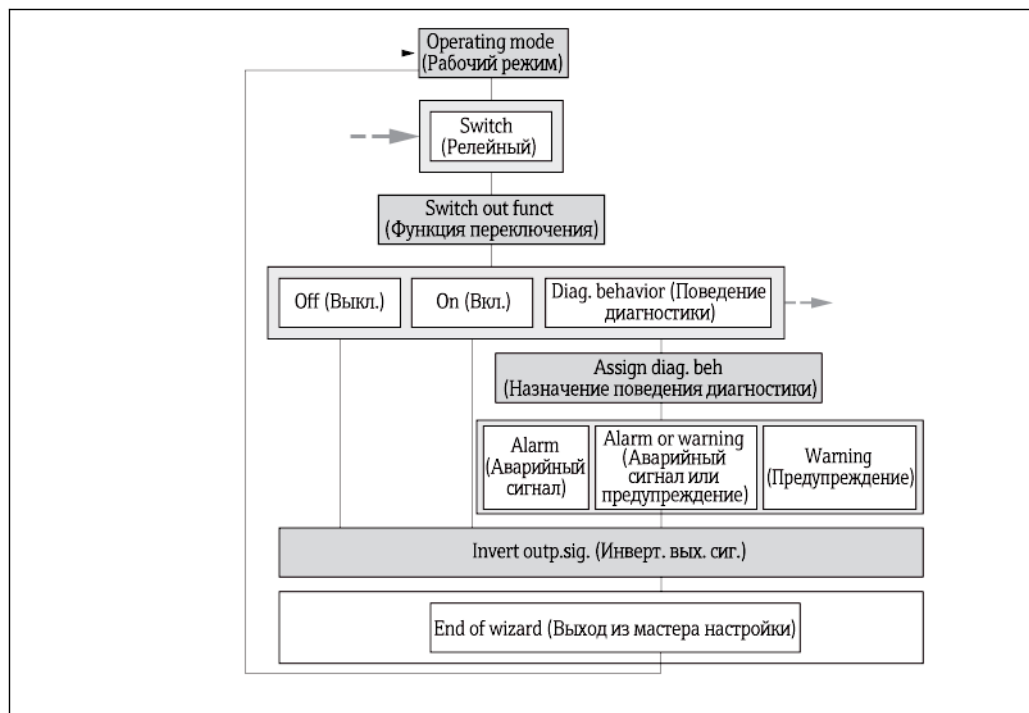 Operating mode
(Рабочий режим)
Switch
(Релейный)
Switch out funct
(Функция переключения)
Off (Выкл.)
On (Вкл.)
Diag. behavior (Поведение
диагностики)
Assign diag. beh
(Назначение поведения диагностики)
Alarm
(Аварийный
сигнал)
Alarm or warning
(Аварийный
сигнал или
предупреждение)
Warning
(Предупреждение)
Invert outp.sig. (Инверт. вых. сиг.)
End of wizard (Выход из мастера настройки)